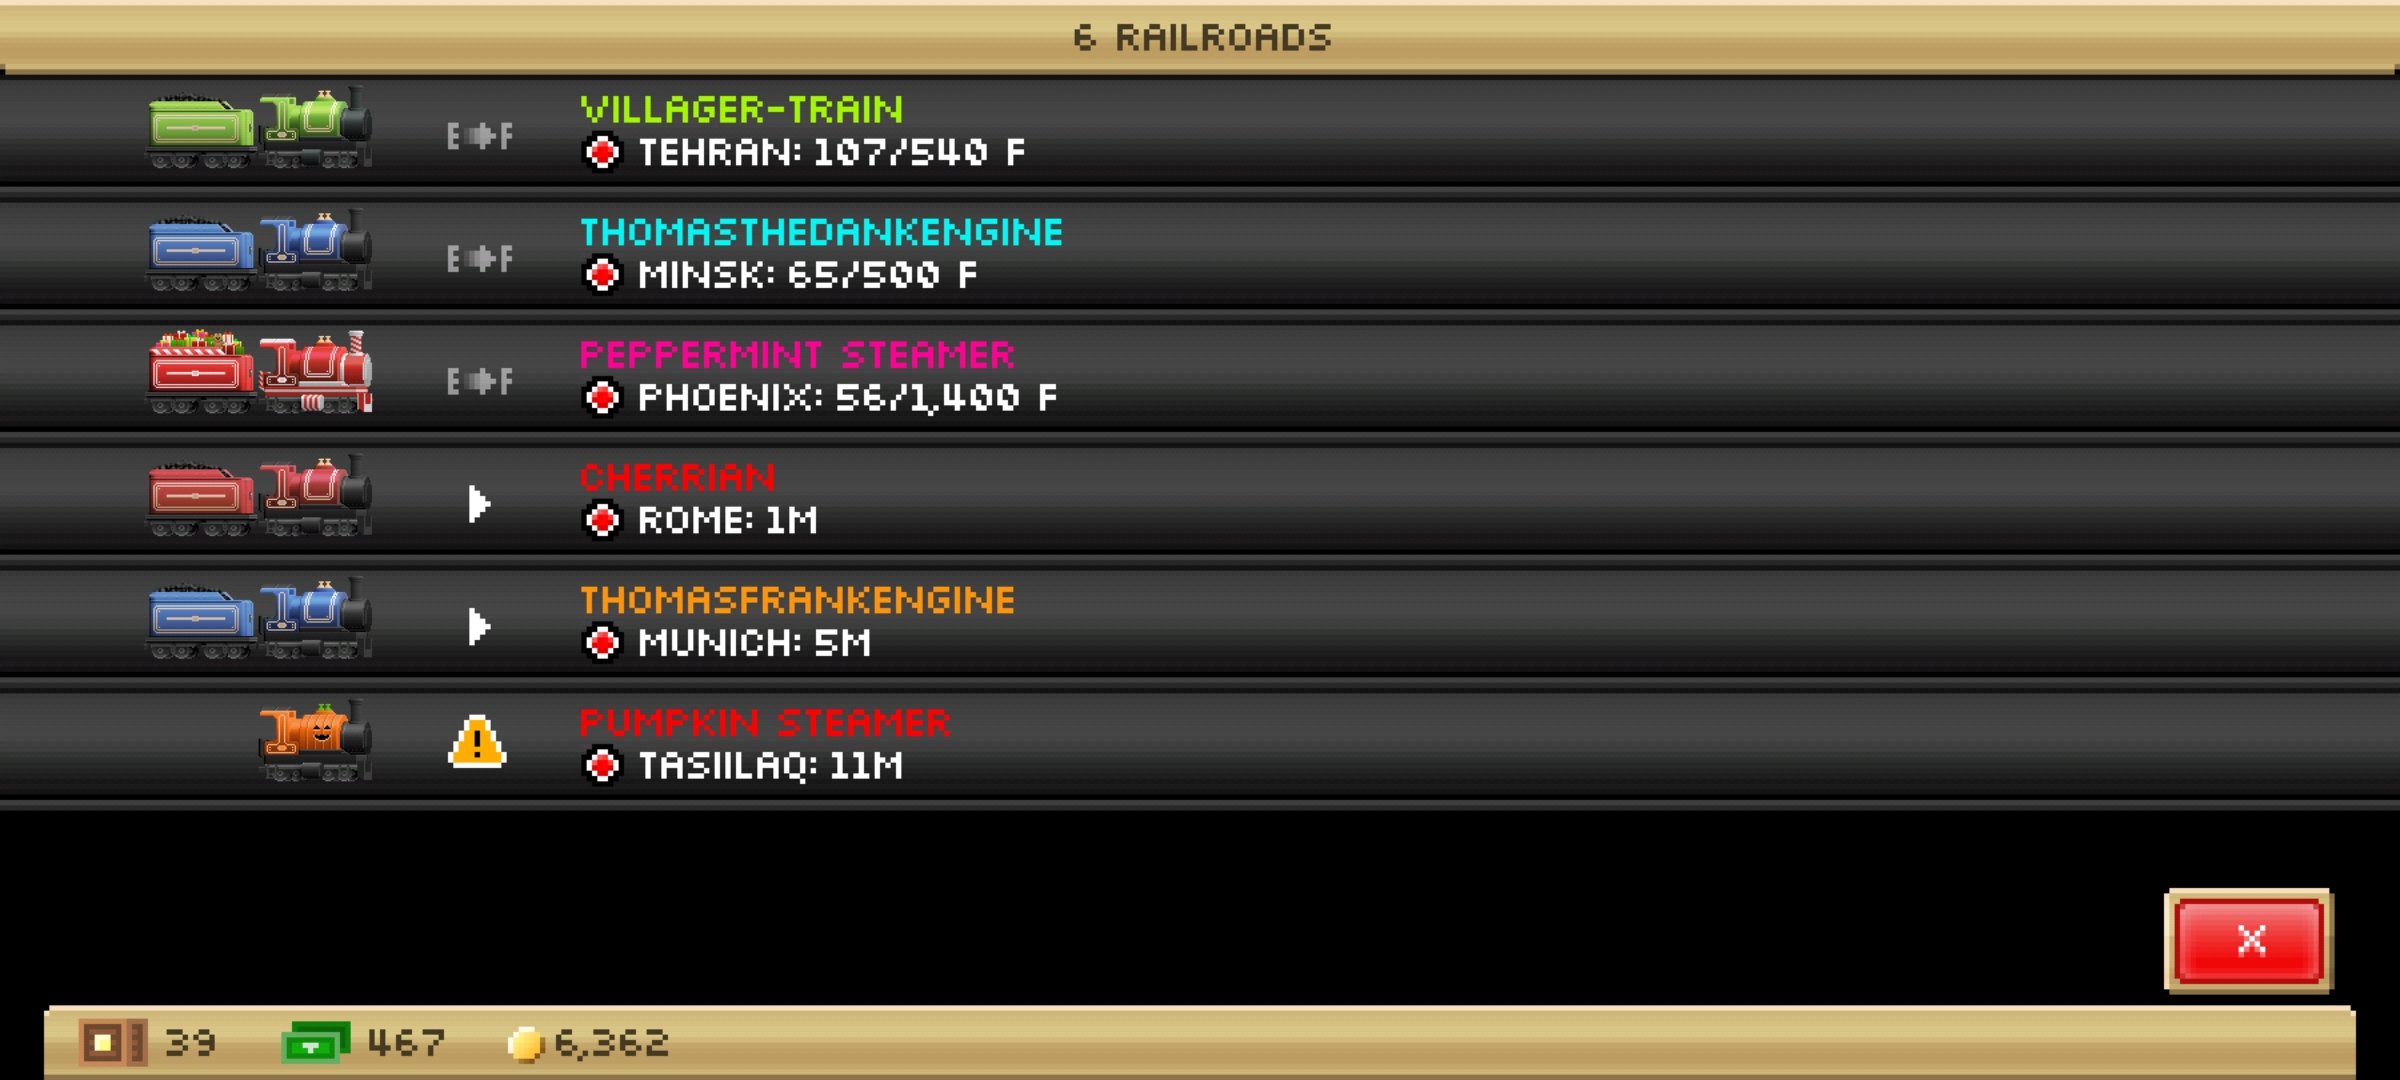 6 RAILROADS
E F
VILLAGER-TRAIN
TEHRAN: 107/540 F
E F
THOMASTHEDANKENGINE
MINSK: 65/500 F
E F
PEPPERMINT STEAMER
PHOENIX: 56/1,400 F
CHERRIAN
ROME: 1M
THOMASFRANKENGINE
MUNICH: 5M
!
PUMPKIN STEAMER
TASIILAQ: 11M
X
39 467 6,362